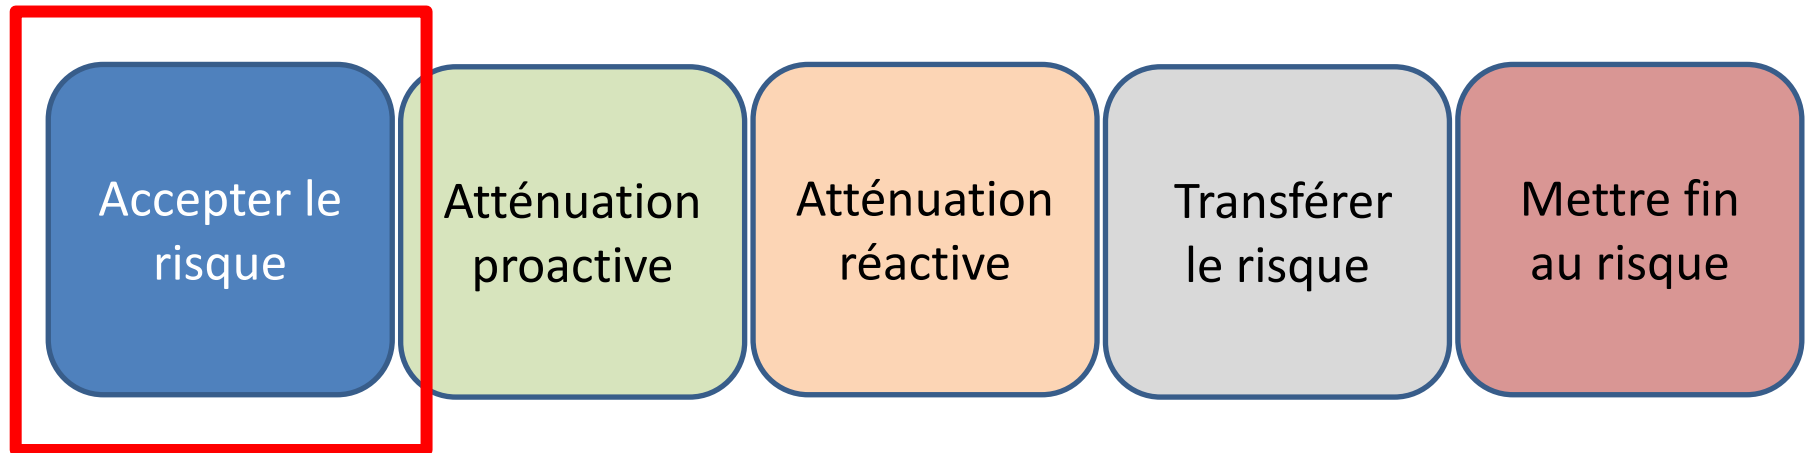 Accepter le
risque
Atténuation
proactive
Atténuation
réactive
Transférer
le risque
Mettre fin
au risque